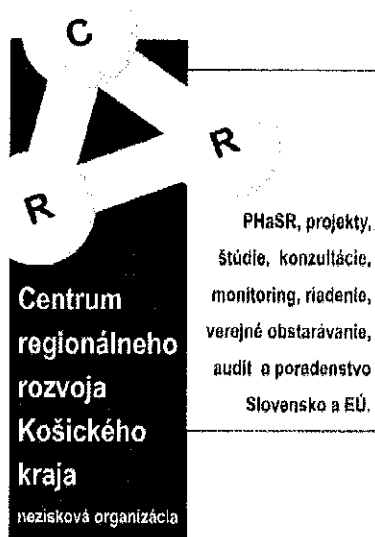 C
R
R
Centrum
regionálneho
rozvoja
Košického
kraja
nezisková organizácia
PHaSR, projekty,
štúdie, konzultácie,
monitoring, riadenie,
verejné obstarávanie,
audit a poradenstvo
Slovensko a EÚ.